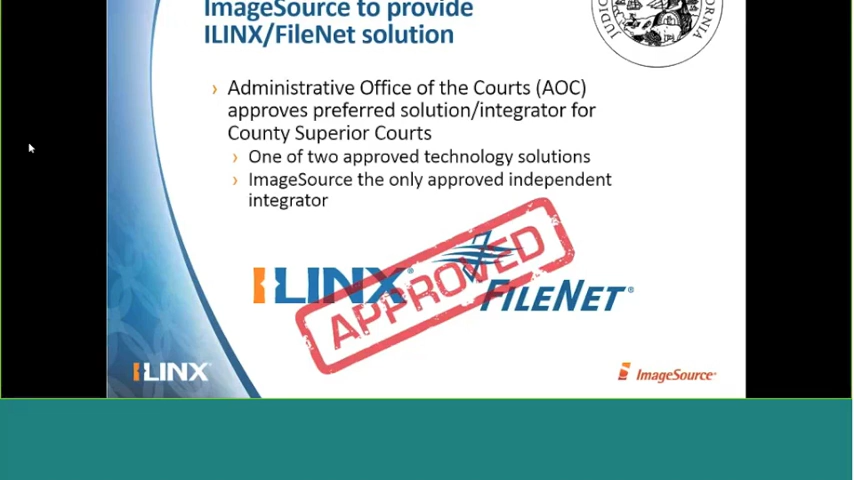 ImageSource to provide
ILINX/FileNet solution
› Administrative Office of the Courts (AOC)
approves preferred solution/integrator for
County Superior Courts
› One of two approved technology solutions
› ImageSource the only approved independent
integrator
ILINX®
FILENET®
APPROVED
ILINX
ImageSource